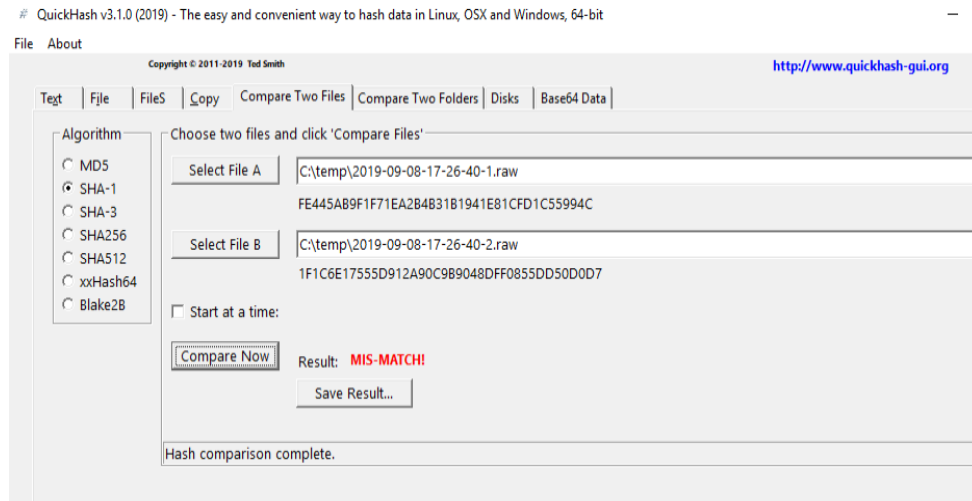 QuickHash v3.1.0 (2019) - The easy and convenient way to hash data in Linux, OSX and Windows, 64-bit
File About
Copyright © 2011-2019 Ted Smith
http://www.quickhash-gui.org
Text File FileS Copy Compare Two Files Compare Two Folders Disks Base64 Data
Algorithm
MD5
SHA-1
SHA-3
SHA256
SHA512
xxHash64
Blake2B
Choose two files and click 'Compare Files'
Select File A C:\temp\2019-09-08-17-26-40-1.raw
FE445AB9F1F71EA2B4B31B1941E81CFD1C55994C
Select File B C:\temp\2019-09-08-17-26-40-2.raw
1F1C6E17555D912A90C9B9048DFF0855DD50D0D7
Start at a time:
Compare Now Result: MIS-MATCH!
Save Result...
Hash comparison complete.